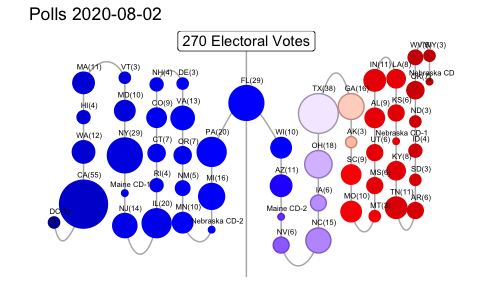 Polls 2020-08-02
270 Electoral Votes
MA(11)
VT(3)
NH(4)
DE(3)
FL(29)
TX(38)
GA(16)
IN(11)
LA(8)
WY(3)
Nebraska CD
HI(4)
MD(10)
CO(9)
VA(13)
AL(9)
KS(6)
ND(3)
WA(12)
NY(29)
CT(7)
OR(7)
PA(20)
WI(10)
OH(18)
AK(3)
UT(6)
Nebraska CD-1
ID(4)
CA(55)
Maine CD-1
RI(4)
NM(5)
MI(16)
AZ(11)
IA(6)
SC(9)
MS(6)
KY(8)
SD(3)
NJ(14)
IL(20)
MN(10)
Nebraska CD-2
Maine CD-2
NV(6)
NC(15)
MO(10)
MT(3)
TN(11)
AR(6)